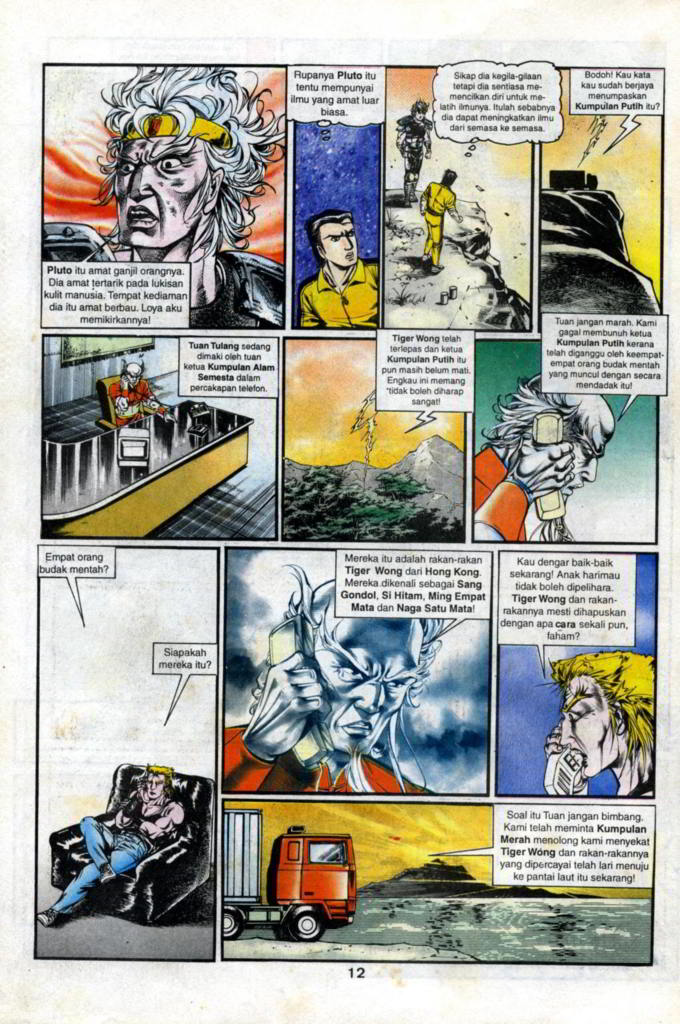 Pluto itu amat ganjil orangnya.
Dia amat tertarik pada lukisan
kulit manusia. Tempat kediaman
dia itu amat berbau. Loya aku
memikirkannya!
Rupanya Pluto itu
tentu mempunyai
ilmu yang amat luar
biasa.
Sikap dia kegila-gilaan
tetapi dia sentiasa me-
mencilkan diri untuk me-
latih ilmunya. Itulah sebabnya
dia dapat meningkatkan ilmu
dari semasa ke semasa.
Bodoh! Kau kata
kau sudah berjaya
menumpaskan
Kumpulan Putih itu?
Tuan Tulang sedang
dimaki oleh tuan
ketua Kumpulan Alam
Semesta dalam
percakapan telefon.
Tiger Wong telah
terlepas dan ketua
Kumpulan Putih itu
pun masih belum mati.
Engkau ini memang
tidak boleh diharap
sangat!
Tuan jangan marah. Kami
gagal membunuh ketua
Kumpulan Putih kerana
telah diganggu oleh keempat-
empat orang budak mentah
yang muncul dengan secara
mendadak itu!
Empat orang
budak mentah?
Siapakah
mereka itu?
Mereka itu adalah rakan-rakan
Tiger Wong dari Hong Kong.
Mereka dikenali sebagai Sang
Gondol, Si Hitam, Ming Empat
Mata dan Naga Satu Mata!
Kau dengar baik-baik
sekarang! Anak harimau
tidak boleh dipelihara.
Tiger Wong dan rakan-
rakannya mesti dihapuskan
dengan apa cara sekali pun,
faham?
Soal itu Tuan jangan bimbang.
Kami telah meminta Kumpulan
Merah menolong kami menyekat
Tiger Wong dan rakan-rakannya
yang dipercayai telah lari menuju
ke pantai laut itu sekarang!
12